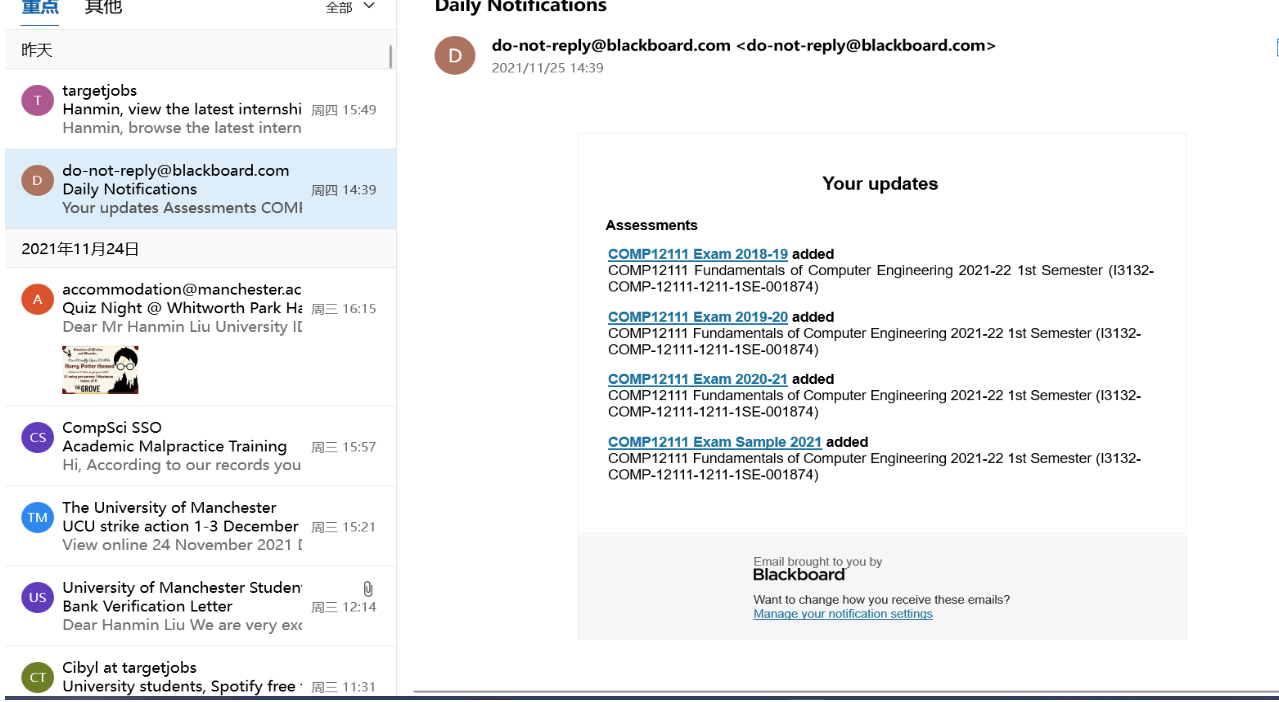 重点 其他 全部
昨天
T
targetjobs
Hanmin, view the latest internshi 周四 15:49
Hanmin, browse the latest intern
D
do-not-reply@blackboard.com
Daily Notifications 周四 14:39
Your updates Assessments COMI
2021年11月24日
A
accommodation@manchester.ac
Quiz Night @ Whitworth Park Ha 周三 16:15
Dear Mr Hanmin Liu University ID
Harry Potter themed
THE GROVE
CS
CompSci SSO
Academic Malpractice Training 周三 15:57
Hi, According to our records you
TM
The University of Manchester
UCU strike action 1-3 December 周三 15:21
View online 24 November 2021 [
US
University of Manchester Studen
Bank Verification Letter 周三 12:14
Dear Hanmin Liu We are very exc
CT
Cibyl at targetjobs
University students, Spotify free 周三 11:31
Daily Notifications
D
do-not-reply@blackboard.com <do-not-reply@blackboard.com>
2021/11/25 14:39
Your updates
Assessments
COMP12111 Exam 2018-19 added
COMP12111 Fundamentals of Computer Engineering 2021-22 1st Semester (I3132-
COMP-12111-1211-1SE-001874)
COMP12111 Exam 2019-20 added
COMP12111 Fundamentals of Computer Engineering 2021-22 1st Semester (I3132-
COMP-12111-1211-1SE-001874)
COMP12111 Exam 2020-21 added
COMP12111 Fundamentals of Computer Engineering 2021-22 1st Semester (I3132-
COMP-12111-1211-1SE-001874)
COMP12111 Exam Sample 2021 added
COMP12111 Fundamentals of Computer Engineering 2021-22 1st Semester (I3132-
COMP-12111-1211-1SE-001874)
Email brought to you by
Blackboard
Want to change how you receive these emails?
Manage your notification settings